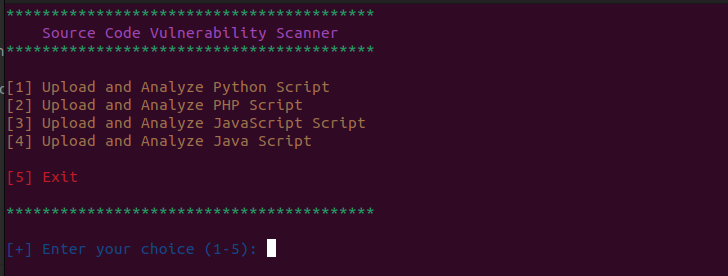 *****************************************
Source Code Vulnerability Scanner
*****************************************
[1] Upload and Analyze Python Script
[2] Upload and Analyze PHP Script
[3] Upload and Analyze JavaScript Script
[4] Upload and Analyze Java Script
[5] Exit
*****************************************
[+] Enter your choice (1-5):